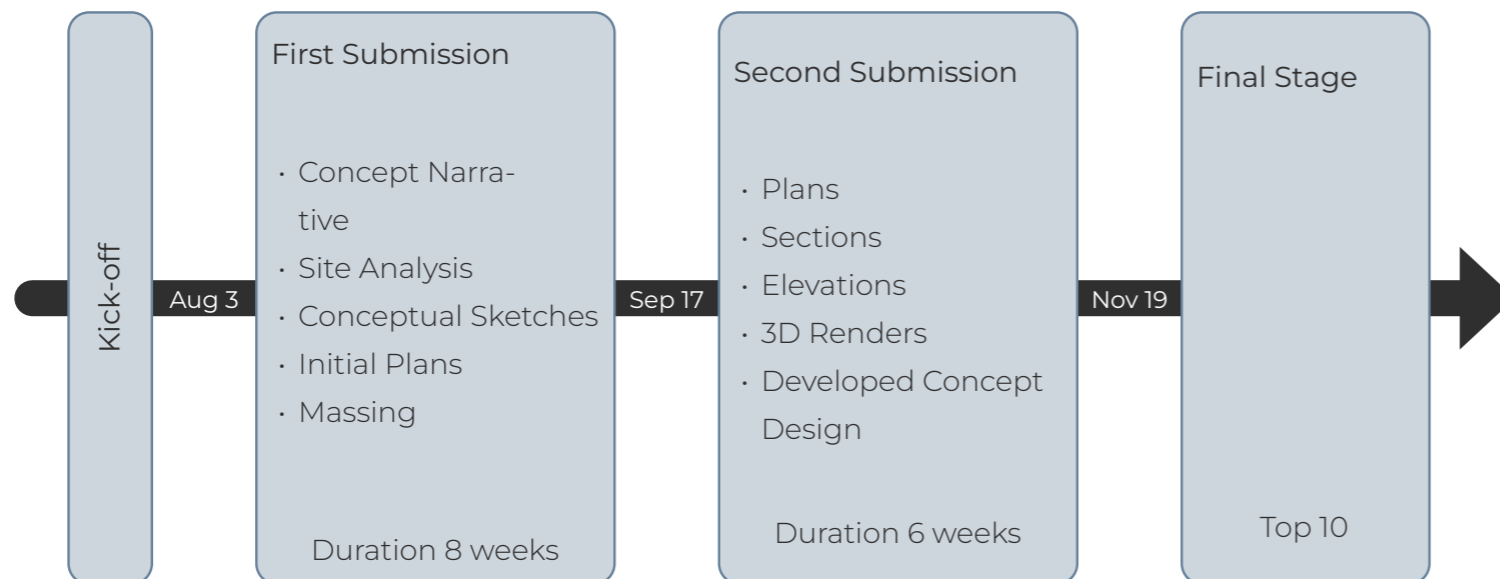 Kick-off
Aug 3
First Submission
· Concept Narra-
tive
· Site Analysis
· Conceptual Sketches
· Initial Plans
· Massing
Duration 8 weeks
Sep 17
Second Submission
· Plans
· Sections
· Elevations
· 3D Renders
· Developed Concept
Design
Duration 6 weeks
Nov 19
Final Stage
Top 10